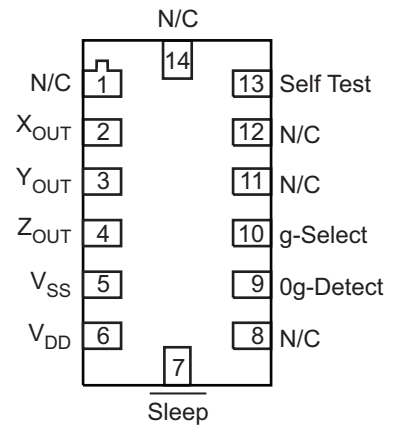 N/C
14
N/C 1 13 Self Test
XOUT 2 12 N/C
YOUT 3 11 N/C
ZOUT 4 10 g-Select
VSS 5 9 0g-Detect
VDD 6 8 N/C
7
Sleep